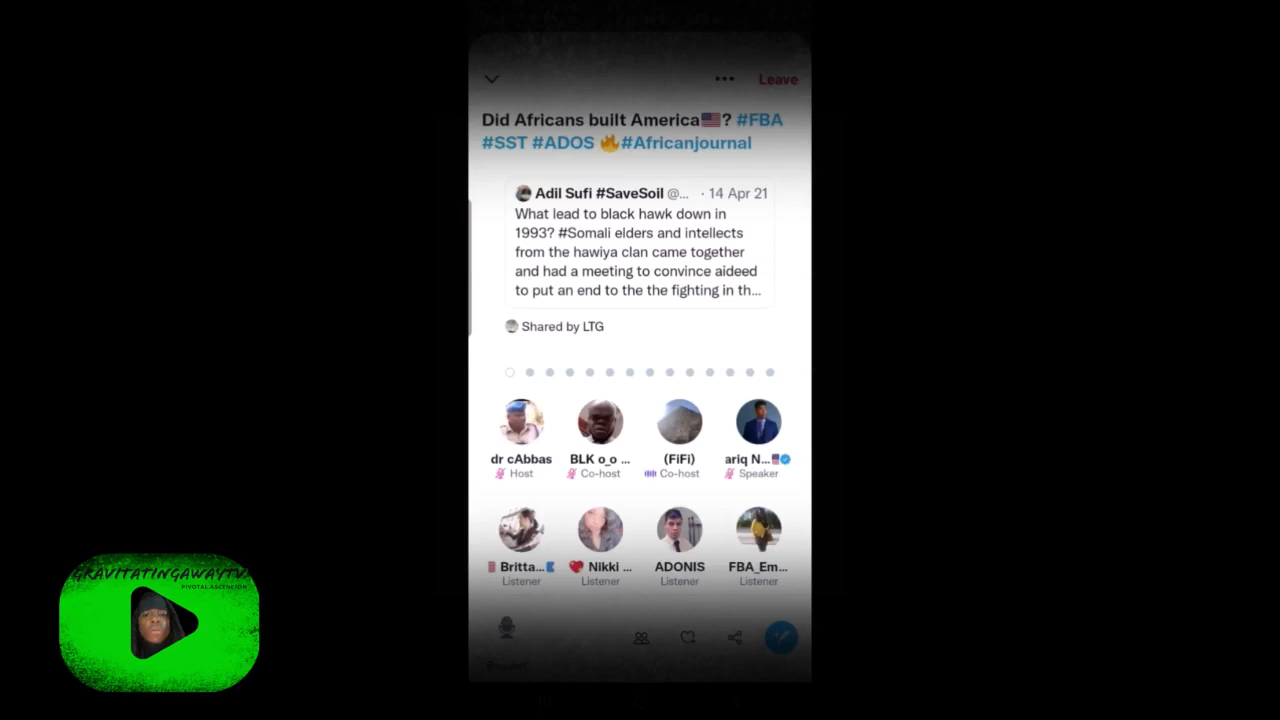 Leave
Did Africans built America🇺🇸? #FBA
#SST #ADOS 🔥#Africanjournal
Adil Sufi #SaveSoil @... · 14 Apr 21
What lead to black hawk down in
1993? #Somali elders and intellects
from the hawiya clan came together
and had a meeting to convince aideed
to put an end to the the fighting in th...
Shared by LTG
dr cAbbas BLK o_o ... (FiFi) ariq N...🇺🇸
Host Co-host Co-host Speaker
Britta... ❤️ Nikki ... ADONIS FBA_Em...
Listener Listener Listener Listener
GRAVITATINGAWAYTV
PIVOTAL ASCENSION
Request